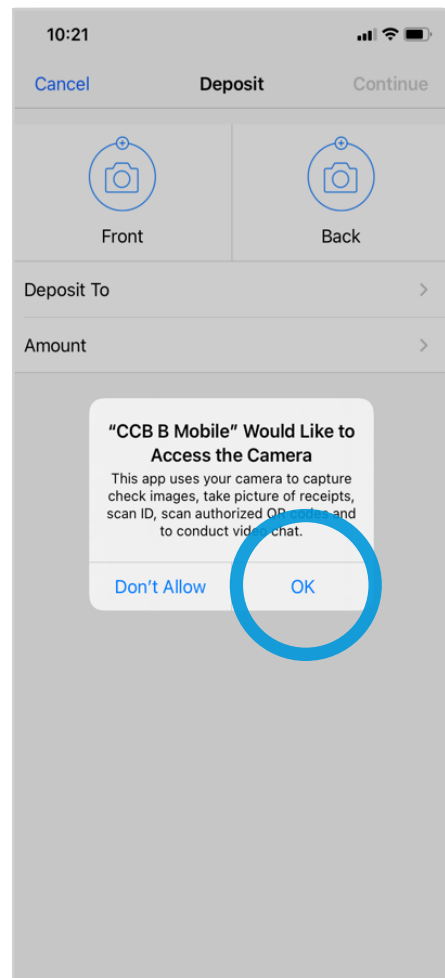 10:21
Cancel Deposit Continue
Front Back
Deposit To
Amount
“CCB B Mobile” Would Like to
Access the Camera
This app uses your camera to capture
check images, take picture of receipts,
scan ID, scan authorized QR codes and
to conduct video chat.
Don’t Allow OK